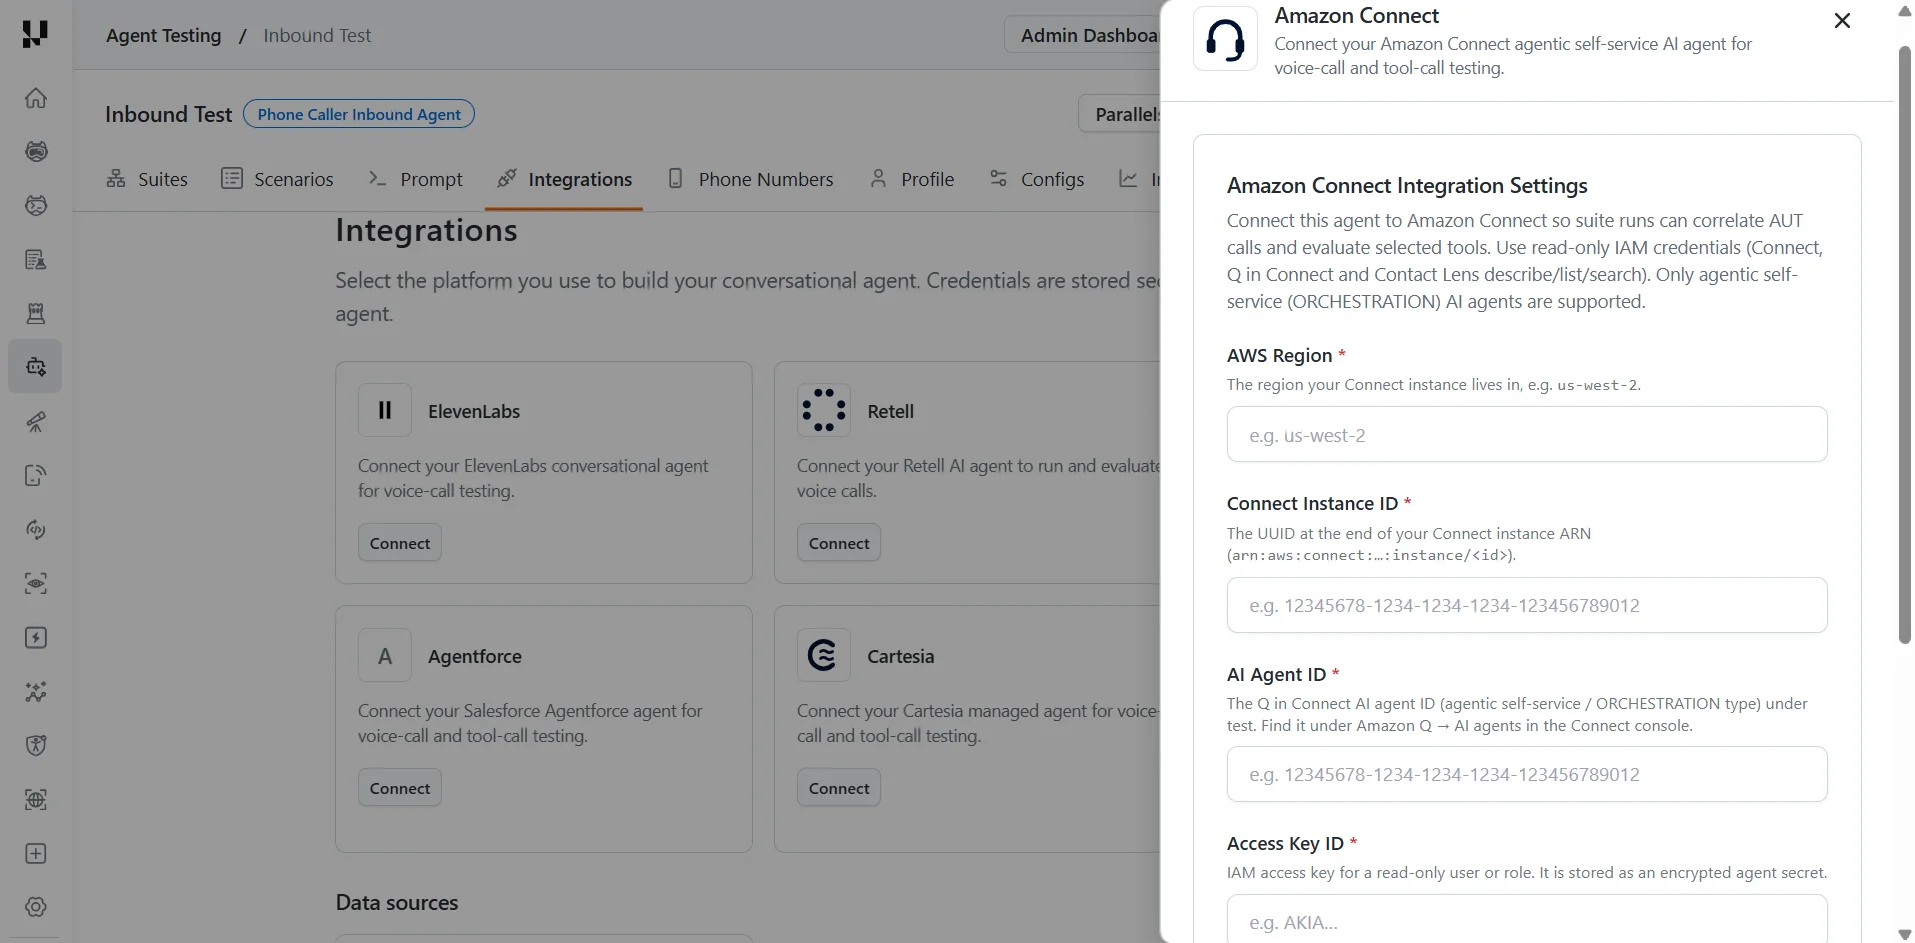 Agent Testing / Inbound Test
Admin Dashboa
Inbound Test
Phone Caller Inbound Agent
Parallel
Suites
Scenarios
Prompt
Integrations
Phone Numbers
Profile
Configs
Integrations
Select the platform you use to build your conversational agent. Credentials are stored se
agent.
ElevenLabs
Connect your ElevenLabs conversational agent
for voice-call testing.
Connect
Retell
Connect your Retell AI agent to run and evaluate
voice calls.
Connect
A
Agentforce
Connect your Salesforce Agentforce agent for
voice-call and tool-call testing.
Connect
Cartesia
Connect your Cartesia managed agent for voice-
call and tool-call testing.
Connect
Data sources
Amazon Connect
Connect your Amazon Connect agentic self-service AI agent for
voice-call and tool-call testing.
Amazon Connect Integration Settings
Connect this agent to Amazon Connect so suite runs can correlate AUT
calls and evaluate selected tools. Use read-only IAM credentials (Connect,
Q in Connect and Contact Lens describe/list/search). Only agentic self-
service (ORCHESTRATION) AI agents are supported.
AWS Region *
The region your Connect instance lives in, e.g. us-west-2.
e.g. us-west-2
Connect Instance ID *
The UUID at the end of your Connect instance ARN
(arn:aws:connect:…:instance/<id>).
e.g. 12345678-1234-1234-1234-123456789012
AI Agent ID *
The Q in Connect AI agent ID (agentic self-service / ORCHESTRATION type) under
test. Find it under Amazon Q → AI agents in the Connect console.
e.g. 12345678-1234-1234-1234-123456789012
Access Key ID *
IAM access key for a read-only user or role. It is stored as an encrypted agent secret.
e.g. AKIA...